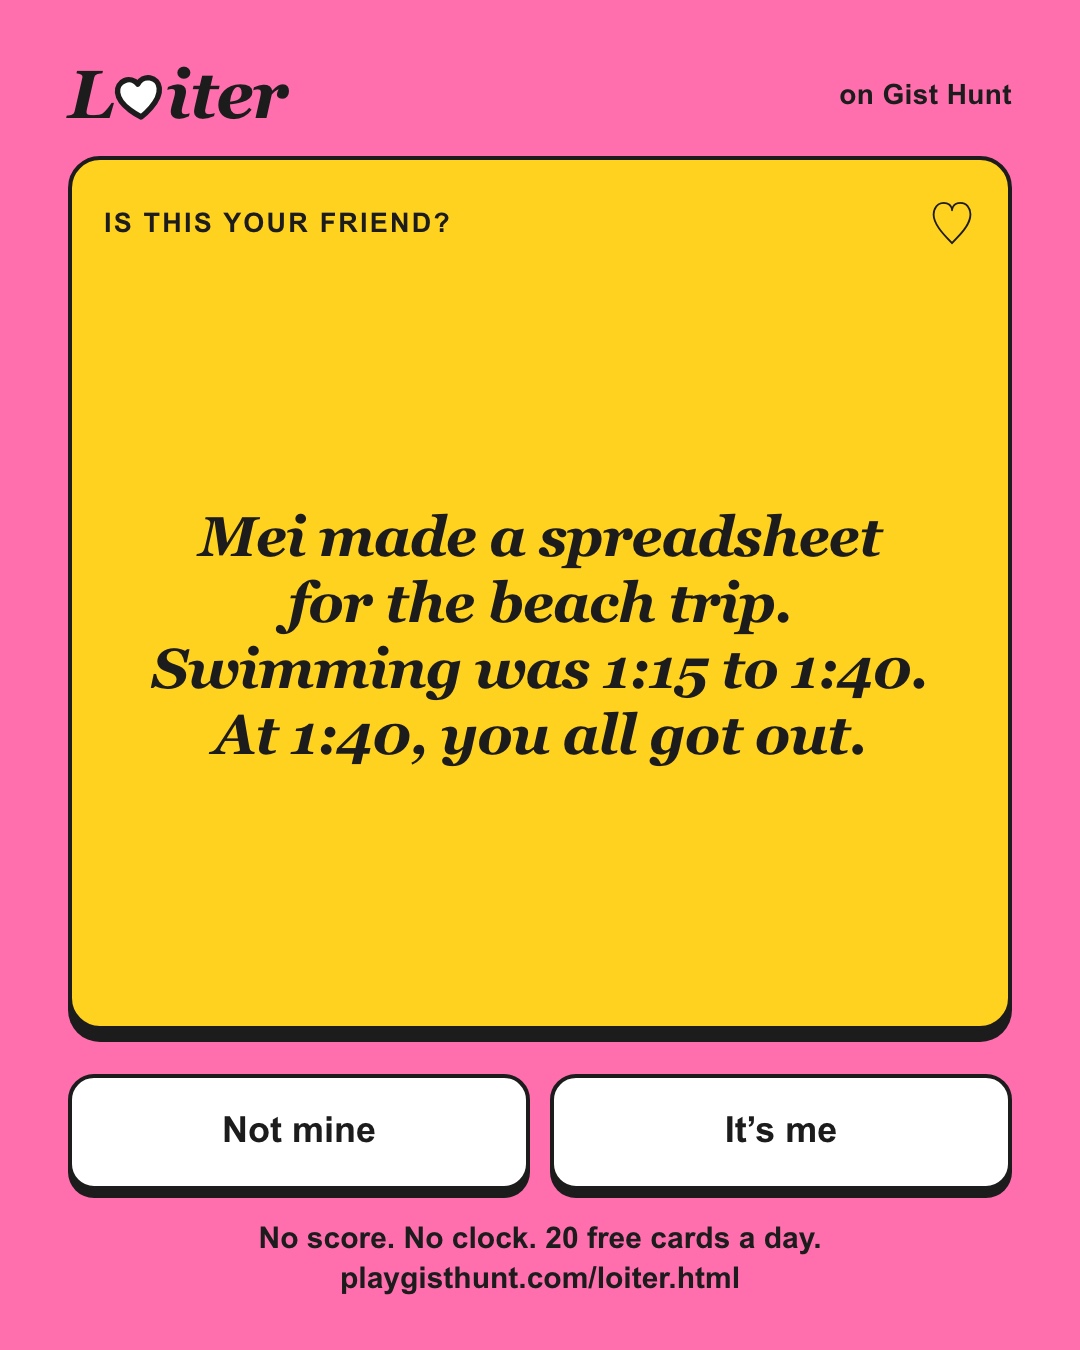 Loiter
on Gist Hunt
IS THIS YOUR FRIEND?
Mei made a spreadsheet
for the beach trip.
Swimming was 1:15 to 1:40.
At 1:40, you all got out.
Not mine
It’s me
No score. No clock. 20 free cards a day.
playgisthunt.com/loiter.html